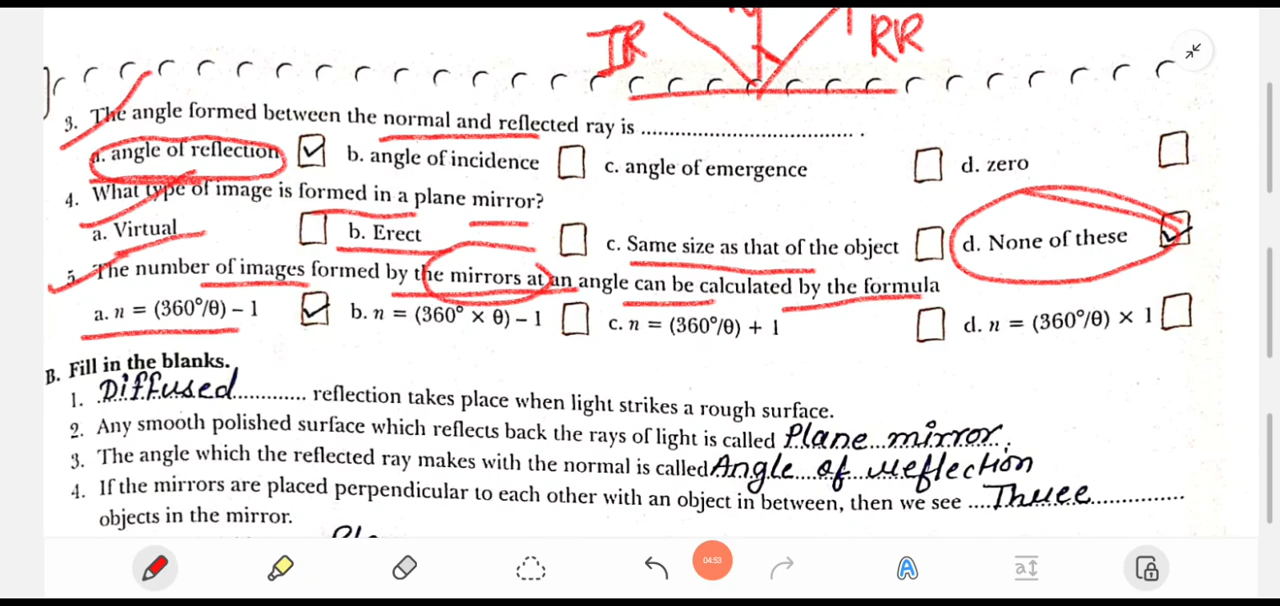 IR
RR
3. The angle formed between the normal and reflected ray is ................................................ .
a. angle of reflection b. angle of incidence c. angle of emergence d. zero
4. What type of image is formed in a plane mirror?
a. Virtual b. Erect c. Same size as that of the object d. None of these
5. The number of images formed by the mirrors at an angle can be calculated by the formula
a. n = (360°/θ) – 1 b. n = (360° × θ) – 1 c. n = (360°/θ) + 1 d. n = (360°/θ) × 1
B. Fill in the blanks.
1. Diffused ............ reflection takes place when light strikes a rough surface.
2. Any smooth polished surface which reflects back the rays of light is called Plane mirror.
3. The angle which the reflected ray makes with the normal is called Angle of reflection
4. If the mirrors are placed perpendicular to each other with an object in between, then we see ....Three..............
objects in the mirror.
04:53
A
a